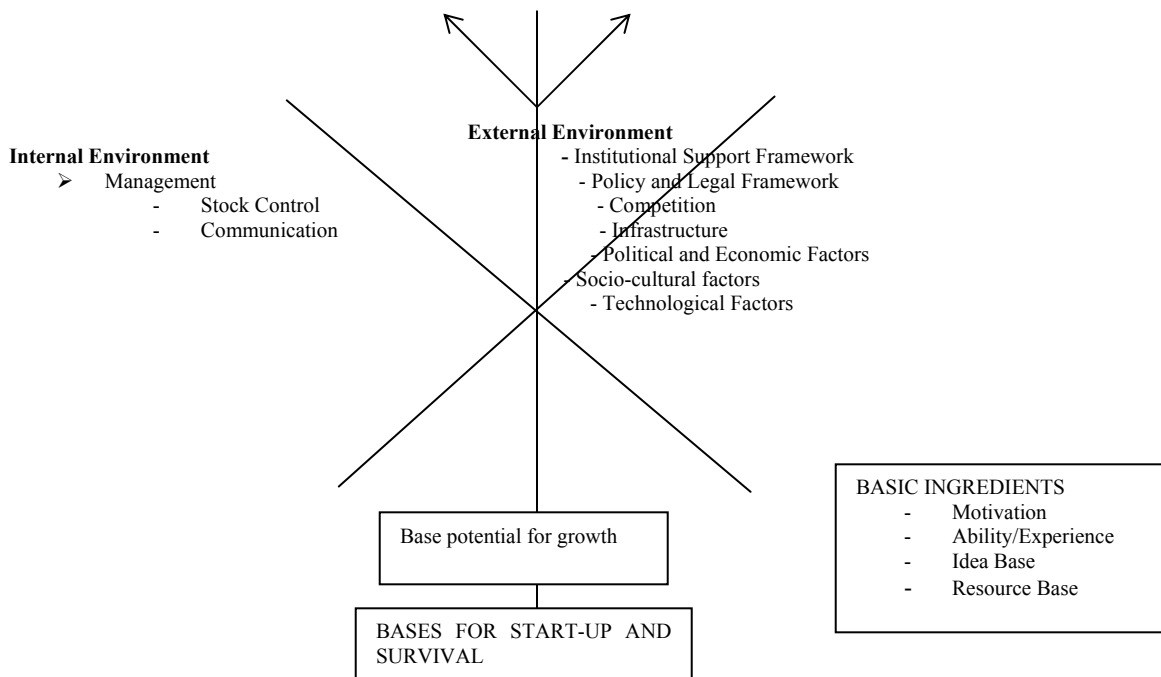 Internal Environment
➢ Management
- Stock Control
- Communication
External Environment
- Institutional Support Framework
- Policy and Legal Framework
- Competition
- Infrastructure
- Political and Economic Factors
- Socio-cultural factors
- Technological Factors
Base potential for growth
BASES FOR START-UP AND
SURVIVAL
BASIC INGREDIENTS
- Motivation
- Ability/Experience
- Idea Base
- Resource Base